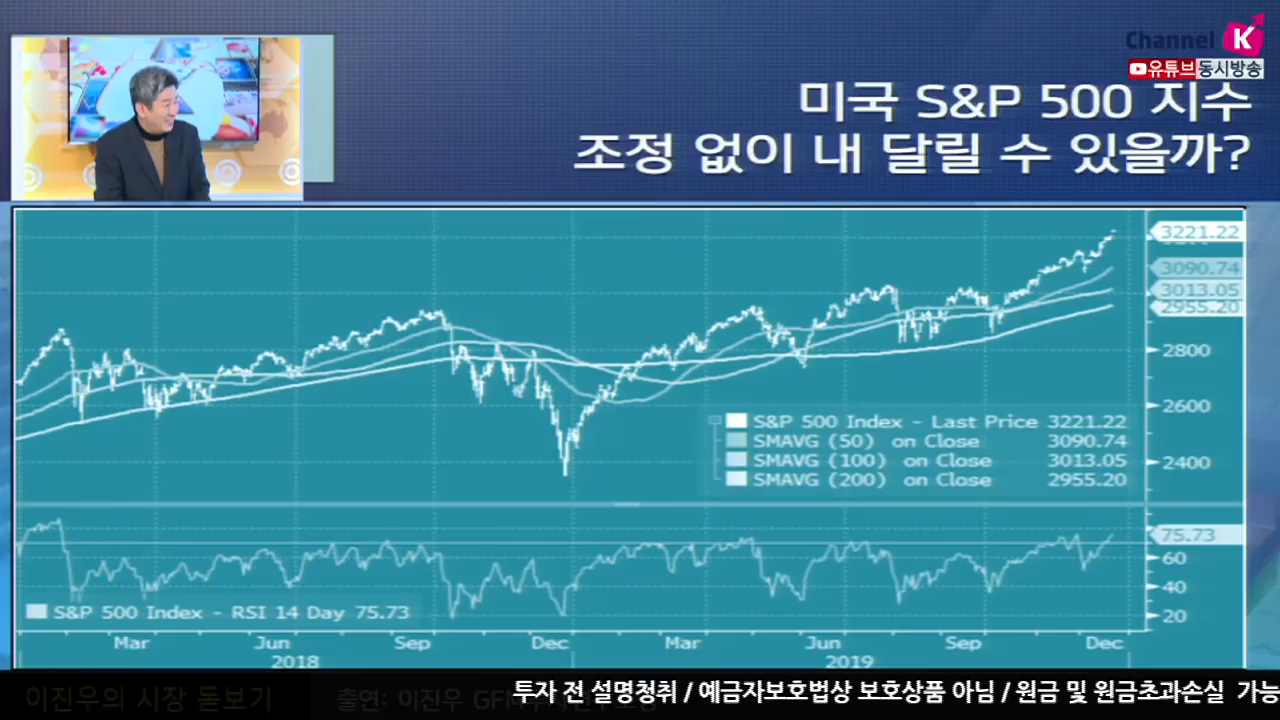 Channel K
유튜브 동시방송
미국 S&P 500 지수
조정 없이 내 달릴 수 있을까?
3221.22
3090.74
3013.05
2955.20
2800
2600
2400
S&P 500 Index - Last Price 3221.22
SMAVG (50) on Close 3090.74
SMAVG (100) on Close 3013.05
SMAVG (200) on Close 2955.20
75.73
60
40
20
S&P 500 Index - RSI 14 Day 75.73
Mar Jun Sep Dec Mar Jun Sep Dec
2018 2019
이진우의 시장 돋보기
출연: 이진우
투자 전 설명청취 / 예금자보호법상 보호상품 아님 / 원금 및 원금초과손실 가능